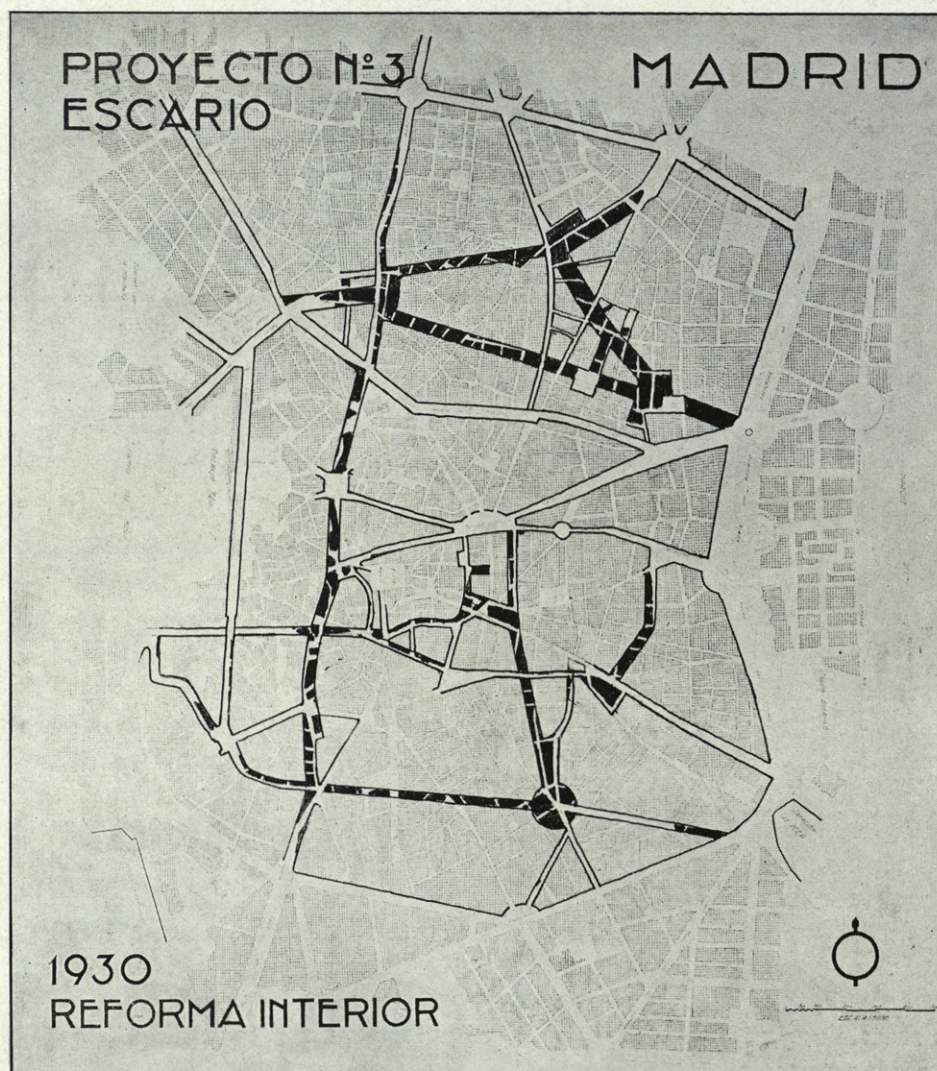 PROYECTO Nº 3
ESCARIO
MADRID
1930
REFORMA INTERIOR